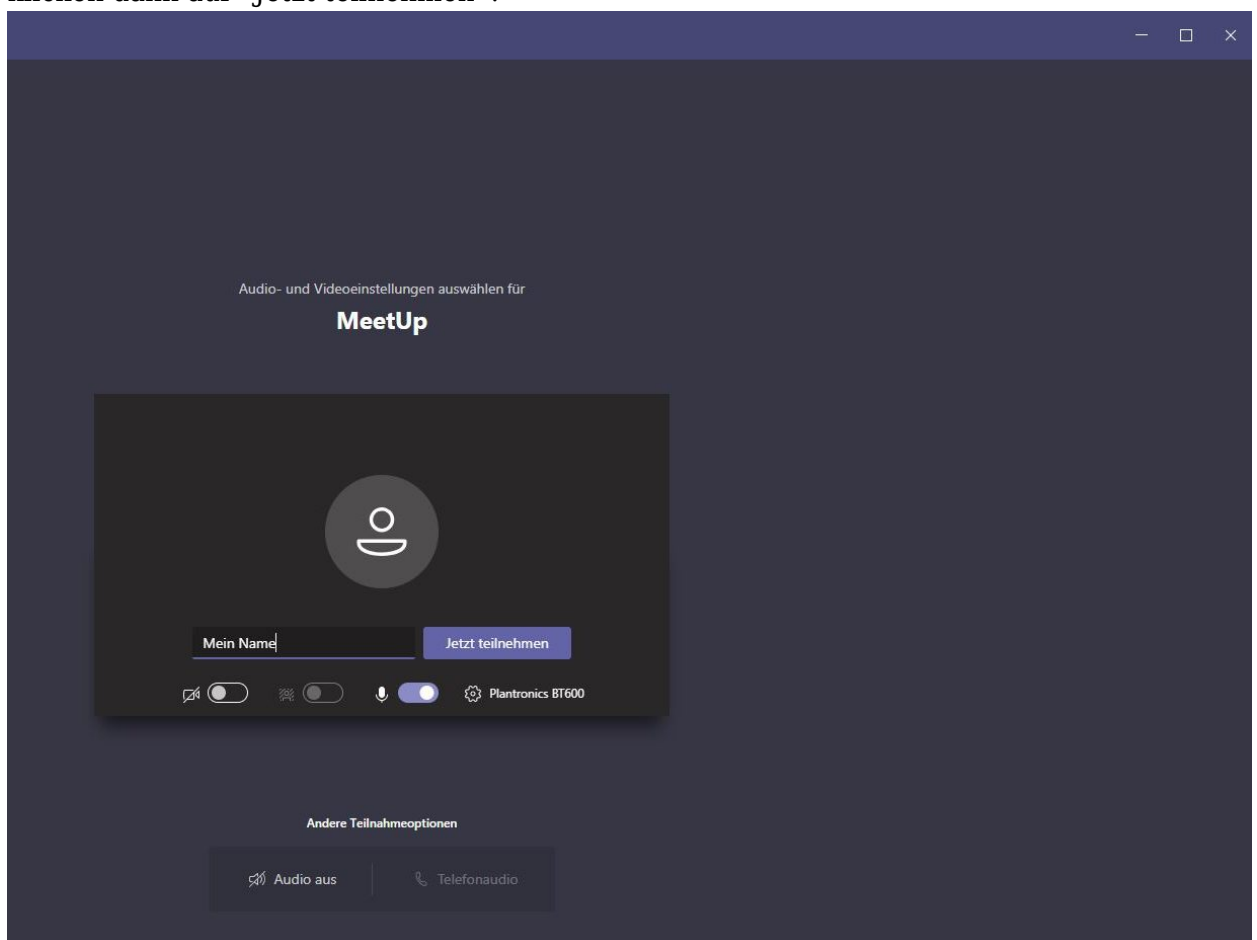 Audio- und Videoeinstellungen auswählen für
MeetUp
Mein Name
Jetzt teilnehmen
Plantronics BT600
Andere Teilnahmeoptionen
Audio aus
Telefonaudio